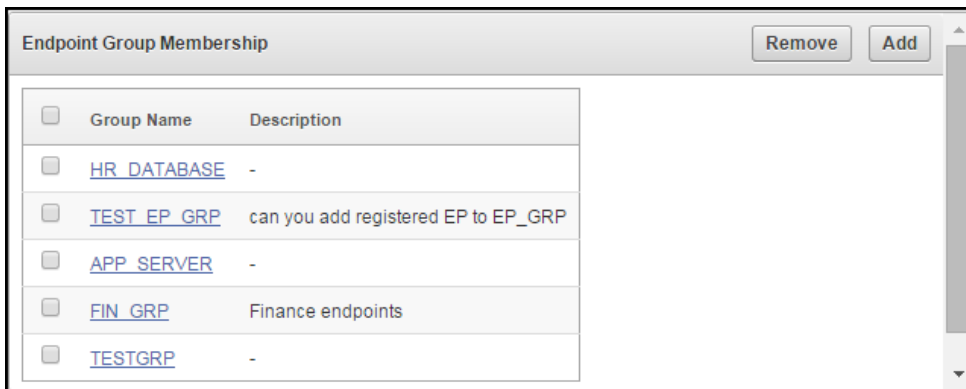 Endpoint Group Membership Remove Add
Group Name Description
HR_DATABASE -
TEST_EP_GRP can you add registered EP to EP_GRP
APP_SERVER -
FIN_GRP Finance endpoints
TESTGRP -